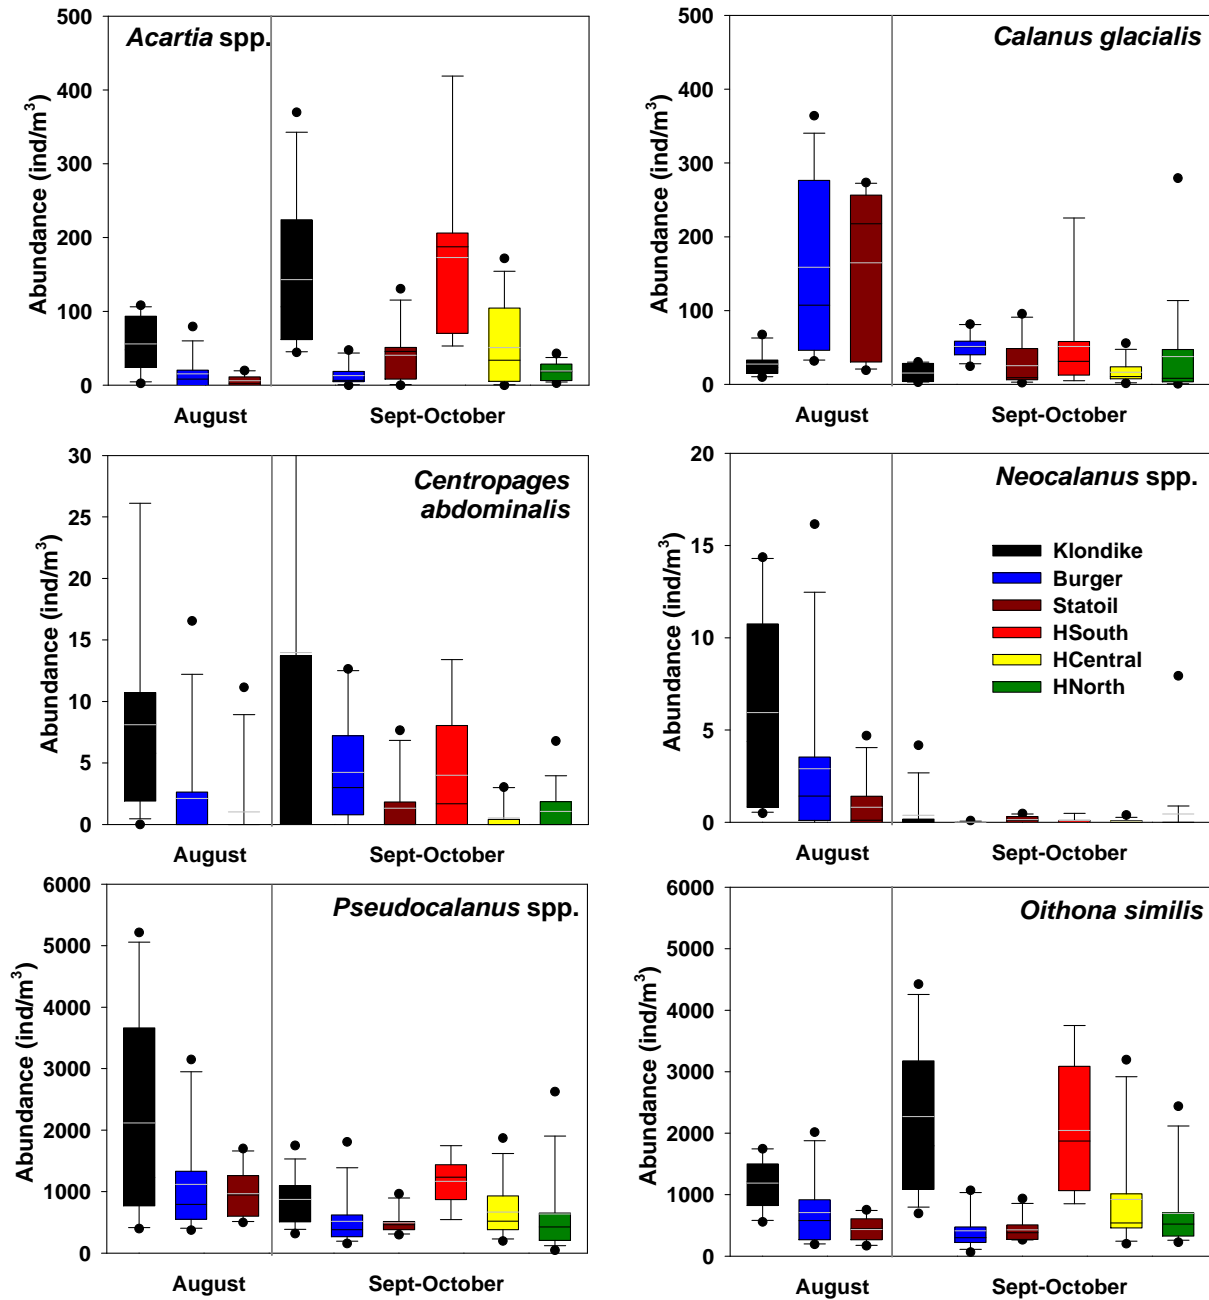 Acartia spp.
Abundance (ind/m³)
500
400
300
200
100
0
August
Sept-October
Calanus glacialis
Abundance (ind/m³)
500
400
300
200
100
0
August
Sept-October
Centropages
abdominalis
Abundance (ind/m³)
30
25
20
15
10
5
0
August
Sept-October
Neocalanus spp.
Abundance (ind/m³)
20
15
10
5
0
Klondike
Burger
Statoil
HSouth
HCentral
HNorth
August
Sept-October
Pseudocalanus spp.
Abundance (ind/m³)
6000
5000
4000
3000
2000
1000
0
August
Sept-October
Oithona similis
Abundance (ind/m³)
6000
5000
4000
3000
2000
1000
0
August
Sept-October